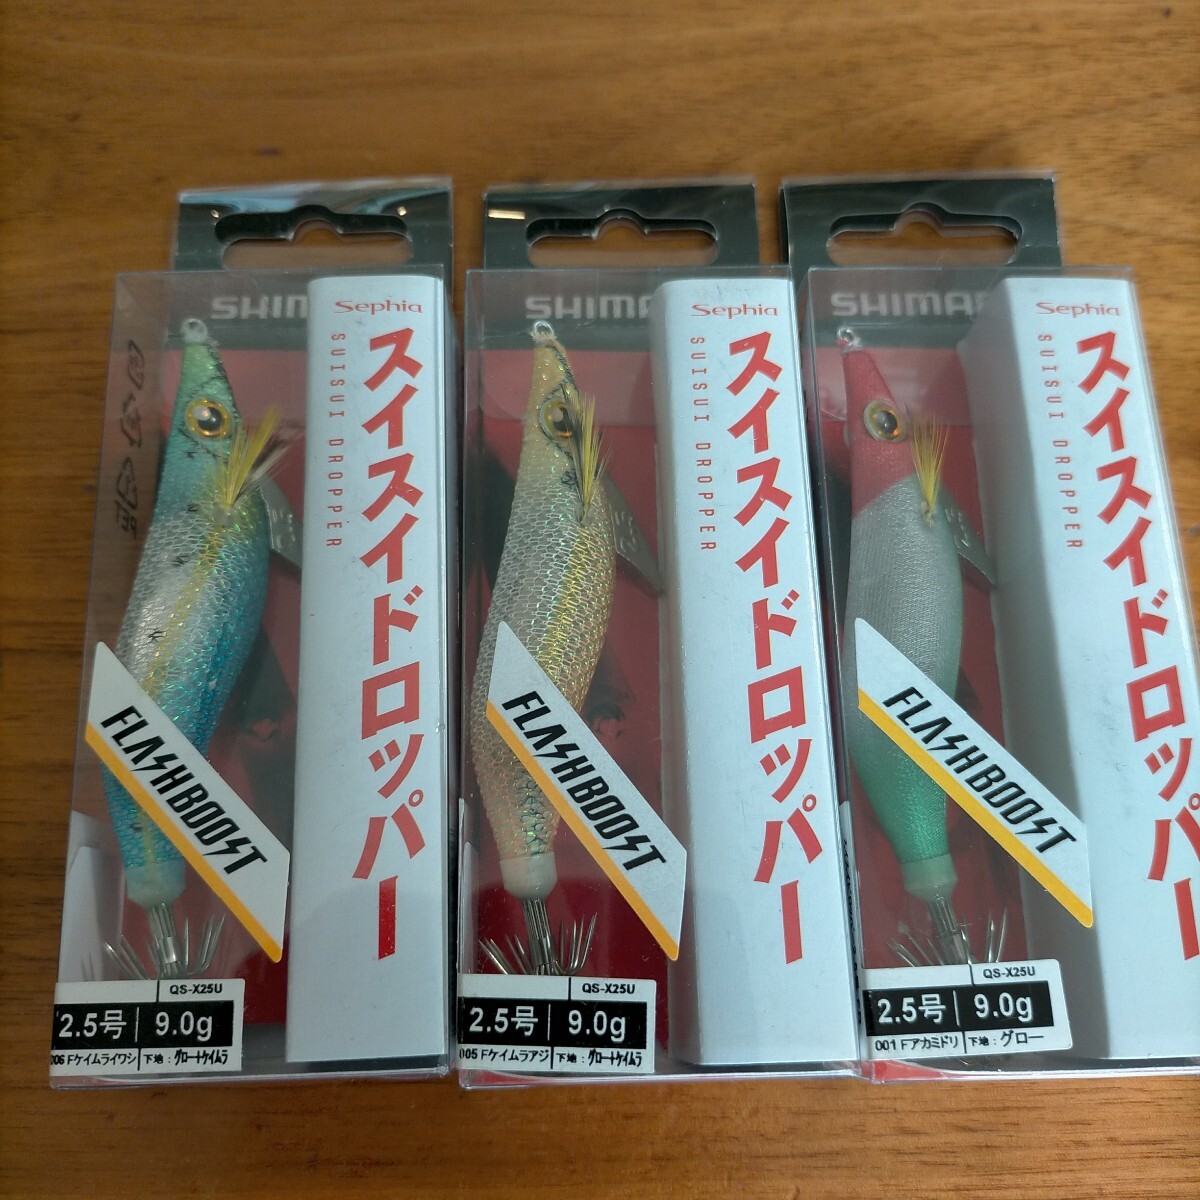 SHIM
Sephia
スイスイドロッパー
SUISUI DROPPER
FLASHBOOST
QS-X25U
2.5号 9.0g
006 Fケイムライワシ 下地：グロー+ケイムラ
SHIMA
Sephia
スイスイドロッパー
SUISUI DROPPER
FLASHBOOST
QS-X25U
2.5号 9.0g
005 Fケイムラアジ 下地：グロー+ケイムラ
SHIMA
Sephia
スイスイドロッパー
SUISUI DROPPER
FLASHBOOST
QS-X25U
2.5号 9.0g
001 Fアカミドリ 下地：グロー